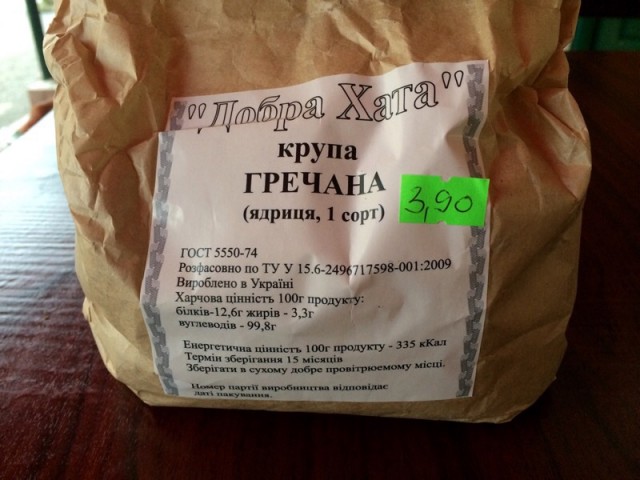 "Добра Хата"
крупа
ГРЕЧАНА
(ядриця, 1 сорт)
3,90
ГОСТ 5550-74
Розфасовно по ТУ У 15.6-2496717598-001:2009
Вироблено в Україні
Харчова цінність 100г продукту:
білків-12,6г жирів - 3,3г
вуглеводів - 99,8г
Енергетична цінність 100г продукту - 335 кКал
Термін зберігання 15 місяців
Зберігати в сухому добре провітрюемому місці.
Номер партії виробництва відповідає
даті пакування.